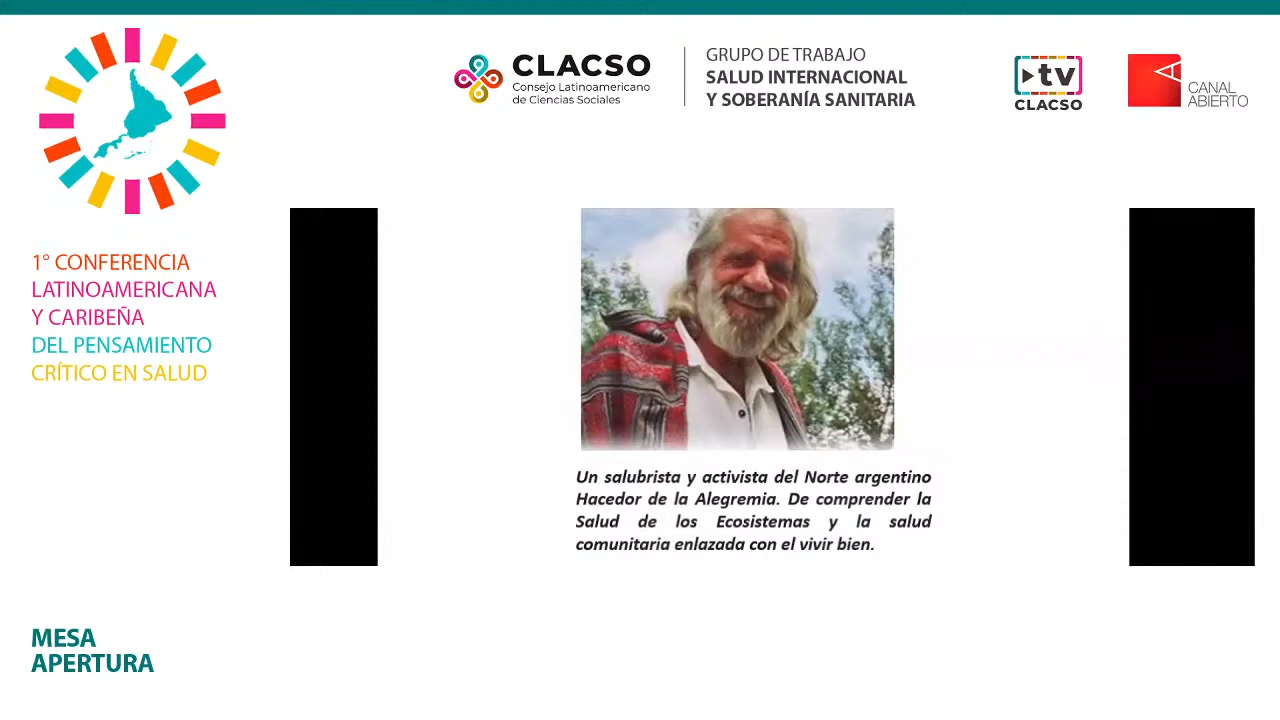 CLACSO
Consejo Latinoamericano
de Ciencias Sociales
GRUPO DE TRABAJO
SALUD INTERNACIONAL
Y SOBERANÍA SANITARIA
tv
CLACSO
CANAL
ABIERTO
1° CONFERENCIA
LATINOAMERICANA
Y CARIBEÑA
DEL PENSAMIENTO
CRÍTICO EN SALUD
Un salubrista y activista del Norte argentino
Hacedor de la Alegremia. De comprender la
Salud de los Ecosistemas y la salud
comunitaria enlazada con el vivir bien.
MESA
APERTURA